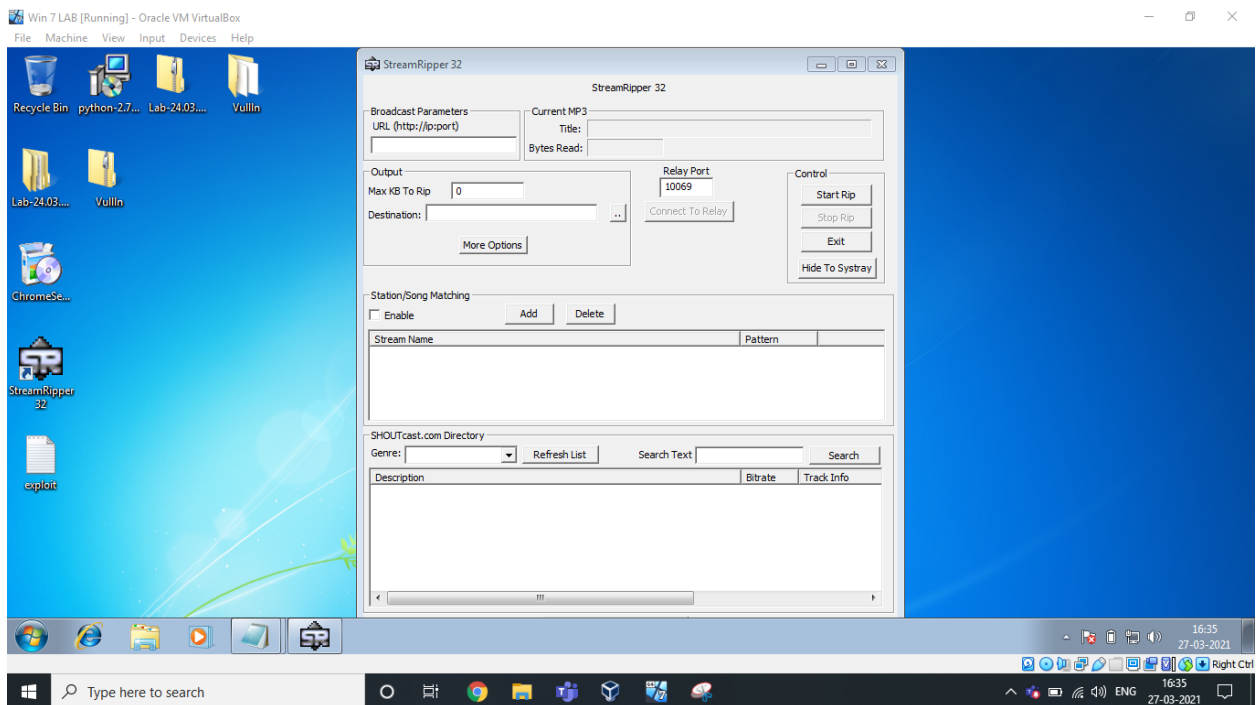 Win 7 LAB [Running] - Oracle VM VirtualBox
File Machine View Input Devices Help
Recycle Bin
python-2.7...
Lab-24.03....
Vulln
Lab-24.03....
Vulln
ChromeSe...
StreamRipper
32
exploit
StreamRipper 32
StreamRipper 32
Broadcast Parameters
URL (http://ip:port)
Current MP3
Title:
Bytes Read:
Output
Max KB To Rip 0
Destination:
..
More Options
Relay Port
10069
Connect To Relay
Control
Start Rip
Stop Rip
Exit
Hide To Systray
Station/Song Matching
Enable
Add
Delete
Stream Name
Pattern
SHOUTcast.com Directory
Genre:
Refresh List
Search Text
Search
Description
Bitrate
Track Info
16:35
27-03-2021
Right Ctrl
Type here to search
ENG
16:35
27-03-2021